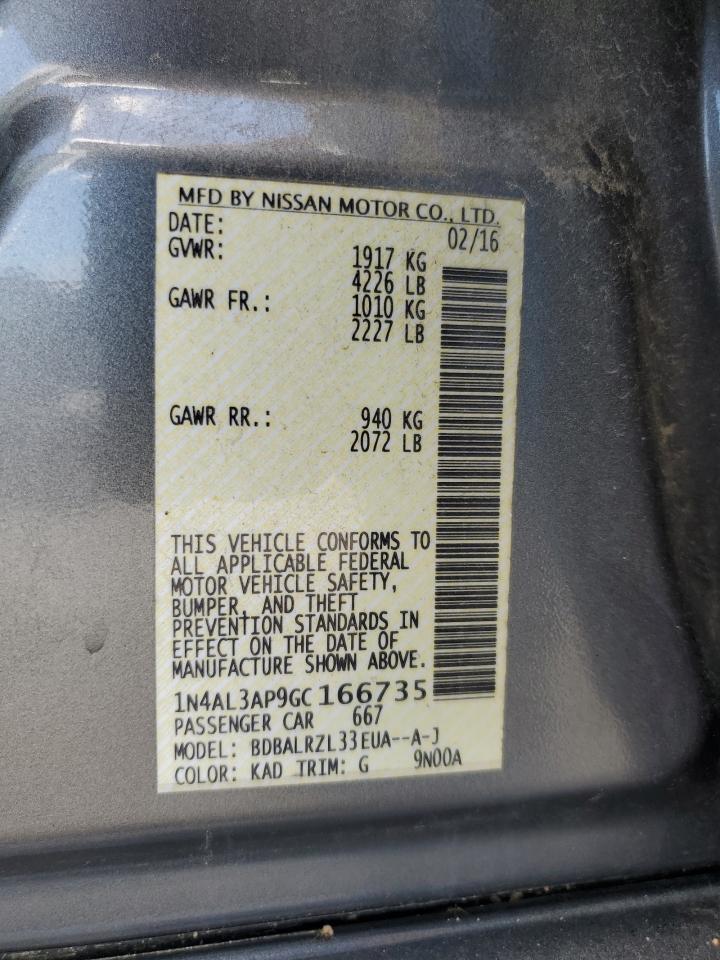 MFD BY NISSAN MOTOR CO., LTD.
DATE: 02/16
GVWR: 1917 KG
4226 LB
GAWR FR.: 1010 KG
2227 LB
GAWR RR.: 940 KG
2072 LB
THIS VEHICLE CONFORMS TO
ALL APPLICABLE FEDERAL
MOTOR VEHICLE SAFETY,
BUMPER, AND THEFT
PREVENTION STANDARDS IN
EFFECT ON THE DATE OF
MANUFACTURE SHOWN ABOVE.
1N4AL3AP9GC166735
PASSENGER CAR 667
MODEL: BDBALRZL33EUA--A-J
COLOR: KAD TRIM: G 9N00A